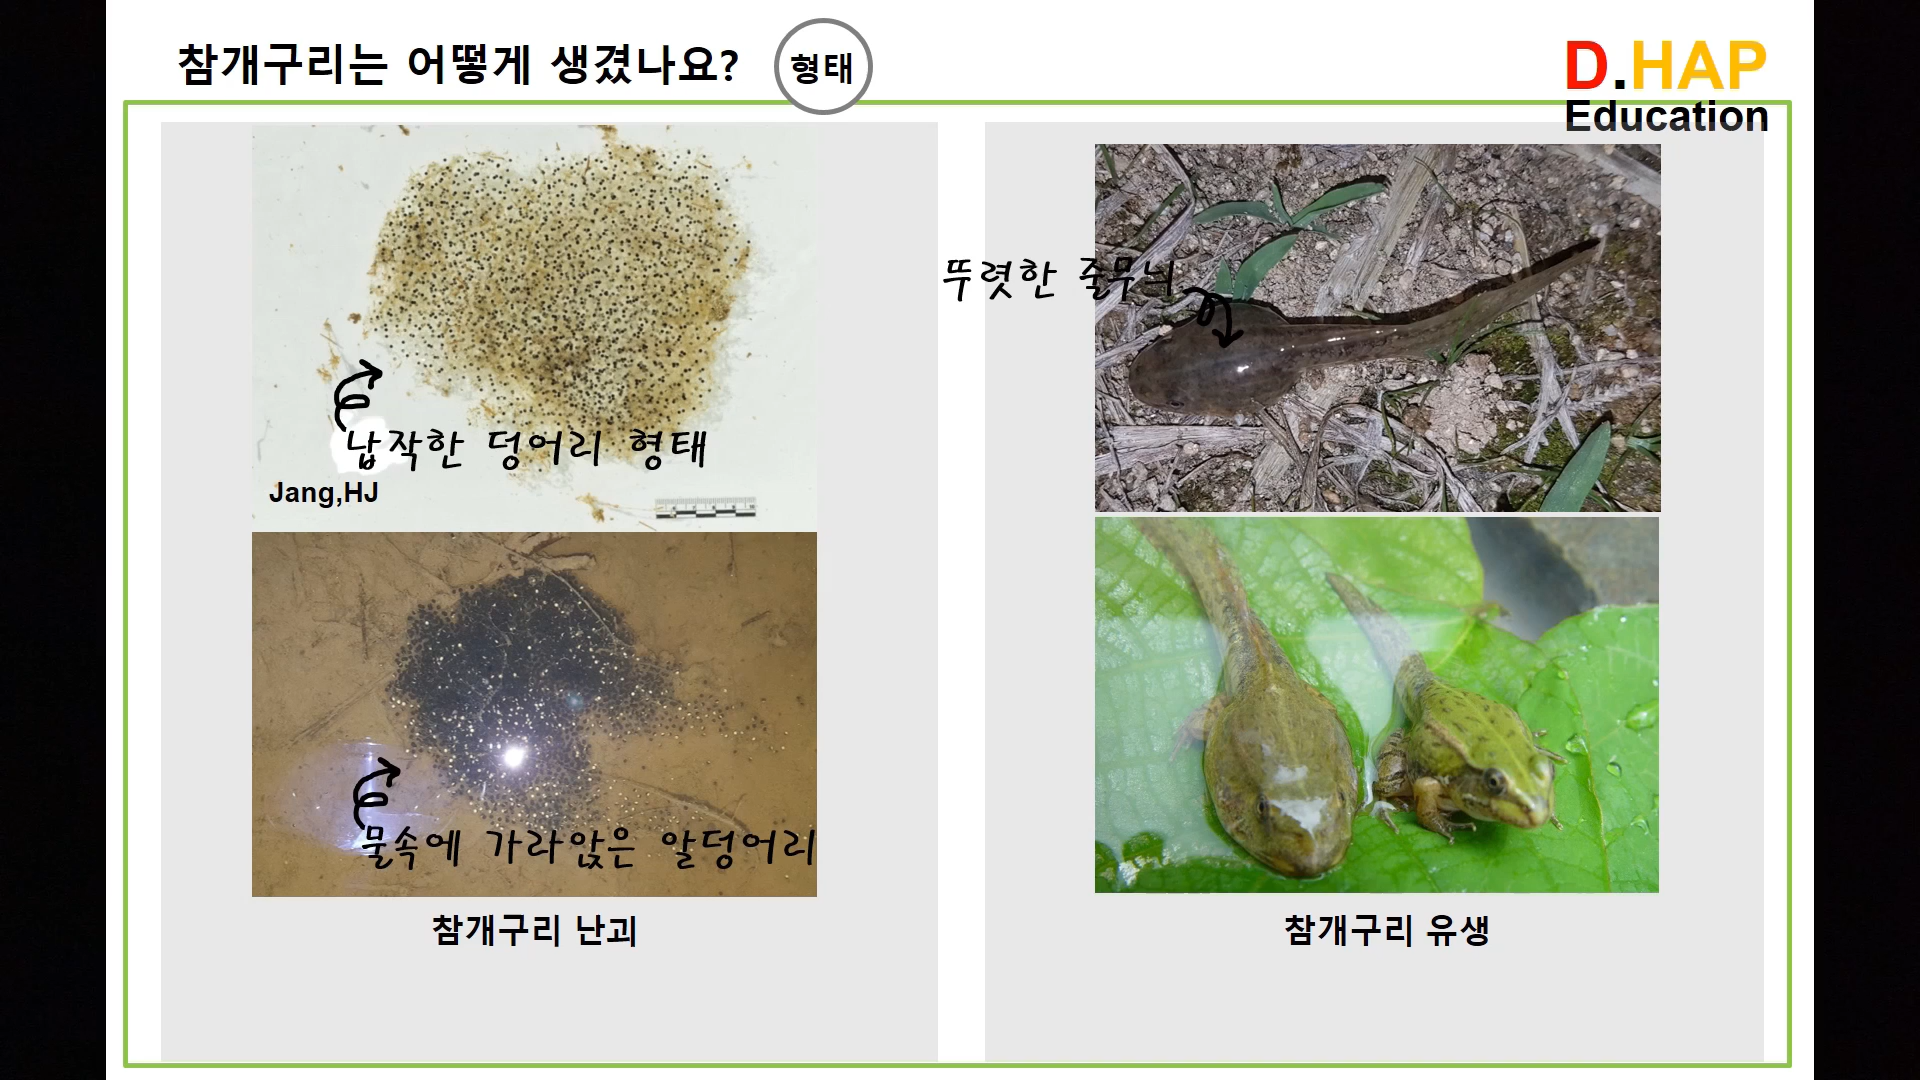 참개구리는 어떻게 생겼나요?
형태
D.HAP
Education
납작한 덩어리 형태
Jang,HJ
물속에 가라앉은 알덩어리
참개구리 난괴
뚜렷한 줄무늬
참개구리 유생